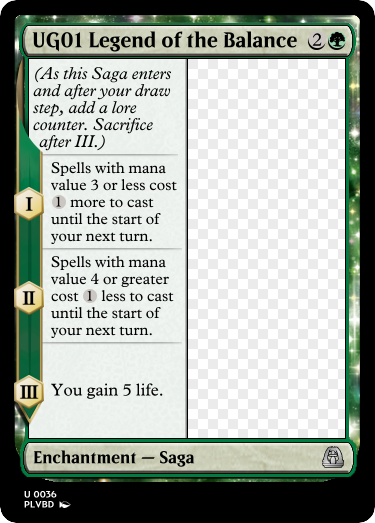 UG01 Legend of the Balance 2
(As this Saga enters
and after your draw
step, add a lore
counter. Sacrifice
after III.)
I
Spells with mana
value 3 or less cost
1 more to cast
until the start of
your next turn.
II
Spells with mana
value 4 or greater
cost 1 less to cast
until the start of
your next turn.
III
You gain 5 life.
Enchantment — Saga
U 0036
PLVBD